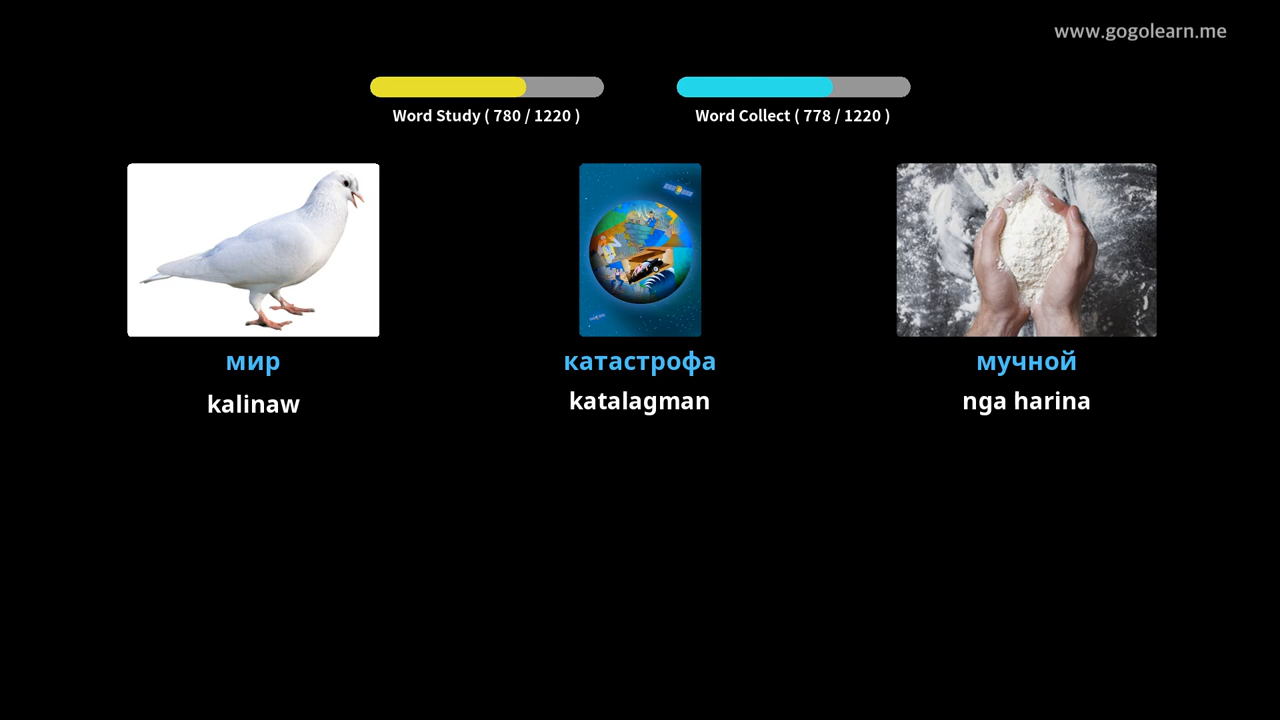 www.gogolearn.me
Word Study ( 780 / 1220 )
Word Collect ( 778 / 1220 )
мир
kalinaw
катастрофа
katalagman
мучной
nga harina